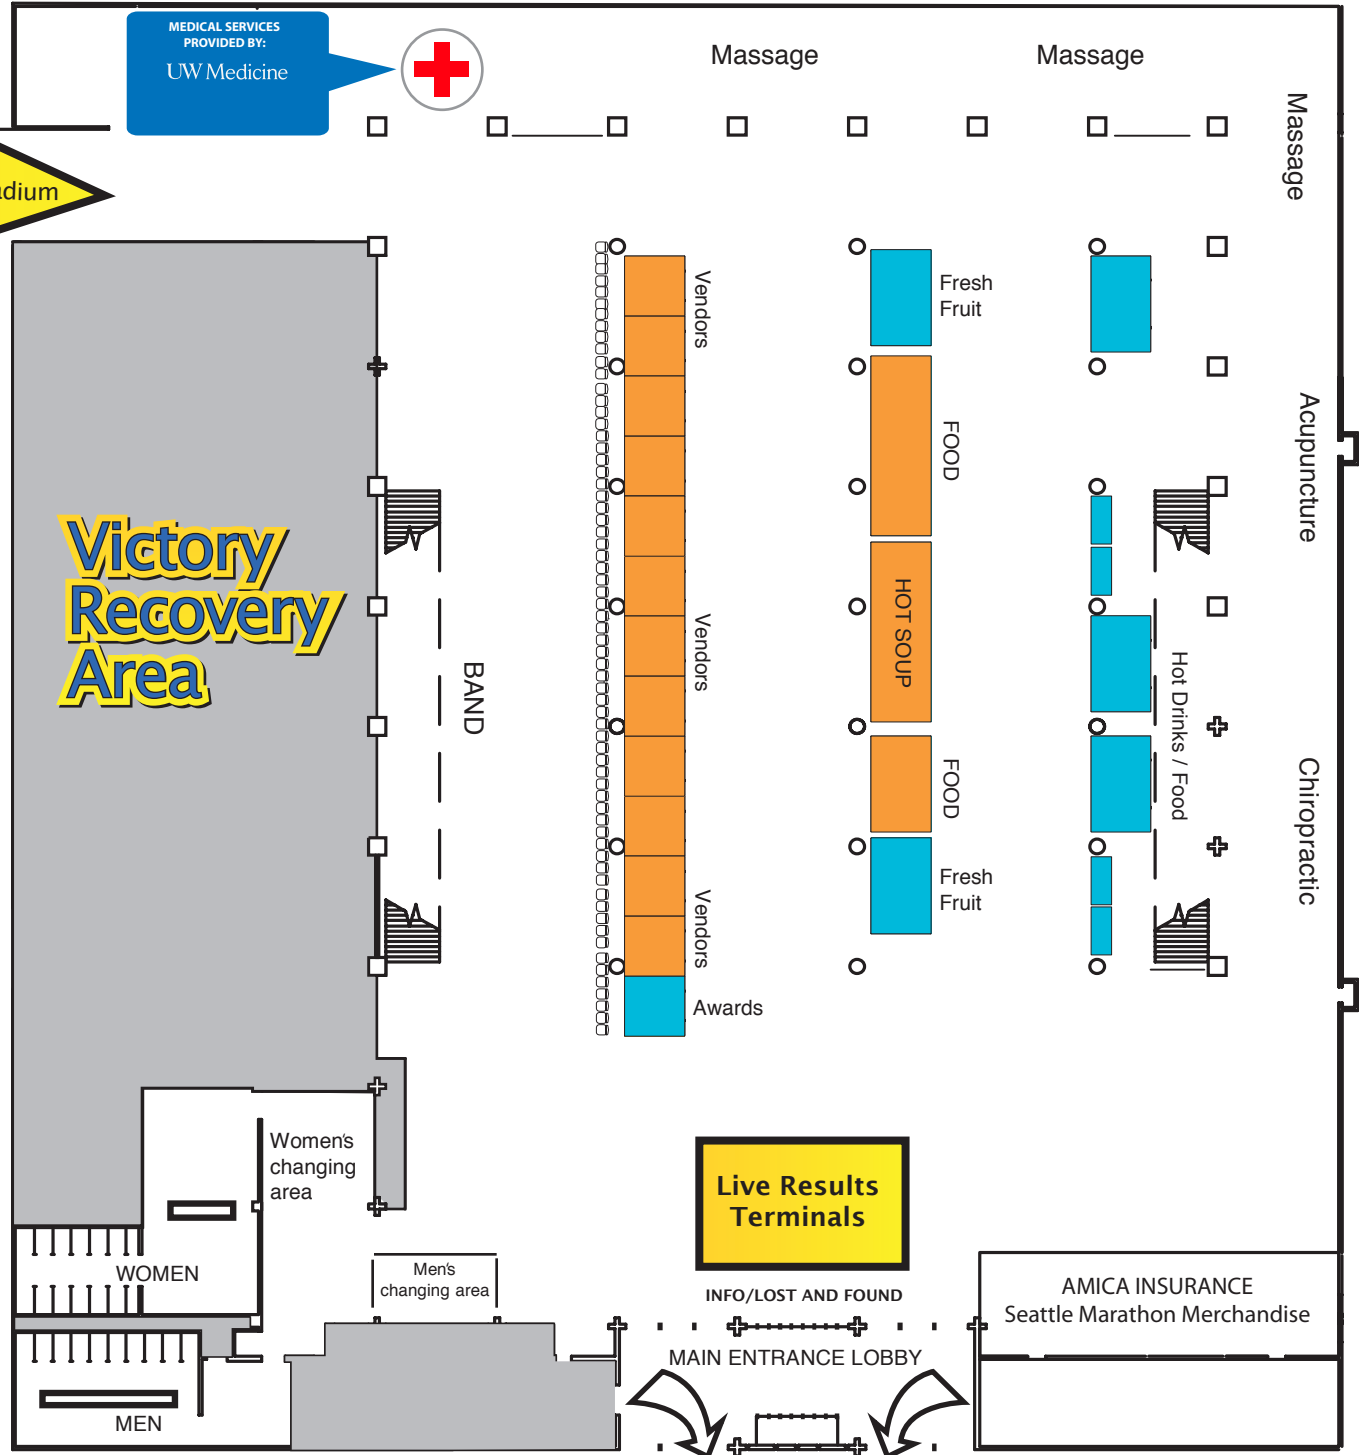 MEDICAL SERVICES
PROVIDED BY:
UW Medicine
Massage
Massage
Massage
Vendors
Fresh
Fruit
FOOD
Acupuncture
Victory
Recovery
Area
BAND
Vendors
HOT SOUP
Hot Drinks / Food
FOOD
Chiropractic
Fresh
Fruit
Vendors
Awards
Women's
changing
area
Live Results
Terminals
WOMEN
Men's
changing area
INFO/LOST AND FOUND
AMICA INSURANCE
Seattle Marathon Merchandise
MAIN ENTRANCE LOBBY
MEN